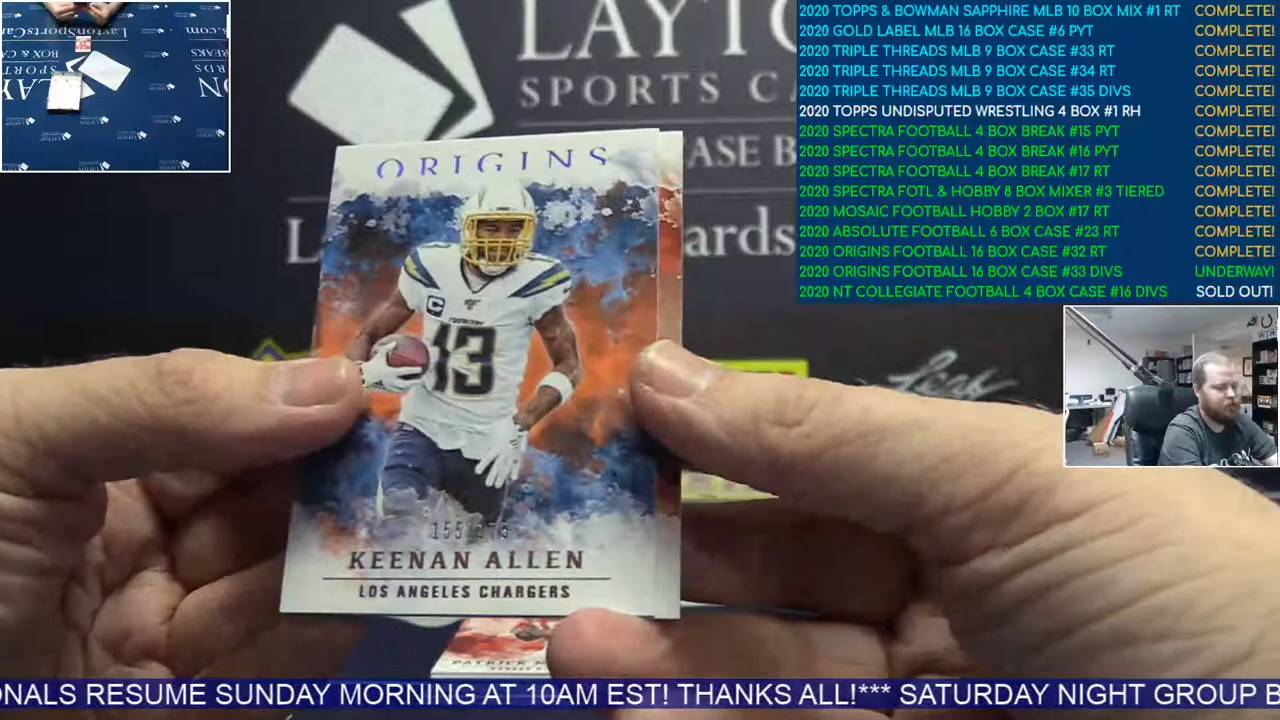 2020 TOPPS & BOWMAN SAPPHIRE MLB 10 BOX MIX #1 RT COMPLETE!
2020 GOLD LABEL MLB 16 BOX CASE #6 PYT COMPLETE!
2020 TRIPLE THREADS MLB 9 BOX CASE #33 RT COMPLETE!
2020 TRIPLE THREADS MLB 9 BOX CASE #34 RT COMPLETE!
2020 TRIPLE THREADS MLB 9 BOX CASE #35 DIVS COMPLETE!
2020 TOPPS UNDISPUTED WRESTLING 4 BOX #1 RH COMPLETE!
2020 SPECTRA FOOTBALL 4 BOX BREAK #15 PYT COMPLETE!
2020 SPECTRA FOOTBALL 4 BOX BREAK #16 PYT COMPLETE!
2020 SPECTRA FOOTBALL 4 BOX BREAK #17 RT COMPLETE!
2020 SPECTRA FOTL & HOBBY 8 BOX MIXER #3 TIERED COMPLETE!
2020 MOSAIC FOOTBALL HOBBY 2 BOX #17 RT COMPLETE!
2020 ABSOLUTE FOOTBALL 6 BOX CASE #23 RT COMPLETE!
2020 ORIGINS FOOTBALL 16 BOX CASE #32 RT COMPLETE!
2020 ORIGINS FOOTBALL 16 BOX CASE #33 DIVS UNDERWAY!
2020 NT COLLEGIATE FOOTBALL 4 BOX CASE #16 DIVS SOLD OUT!
LAYTO
SPORTS CA
ASE B
L ards
Leaf
ORIGINS
C
13
KEENAN ALLEN
LOS ANGELES CHARGERS
PATRICK M
ONALS RESUME SUNDAY MORNING AT 10AM EST! THANKS ALL!*** SATURDAY NIGHT GROUP B